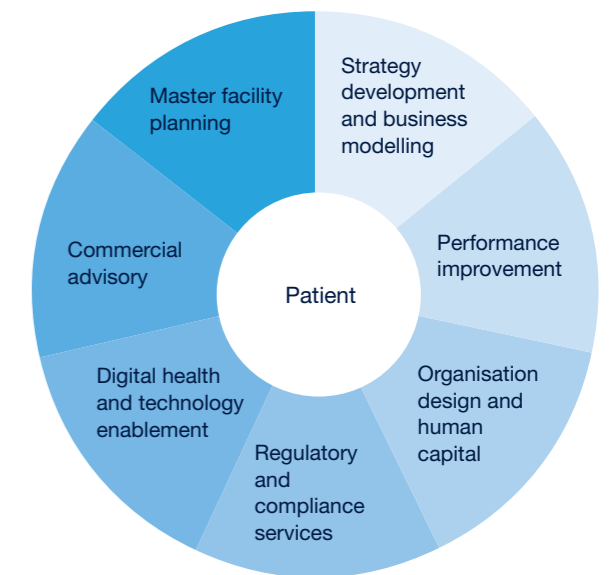 Strategy
development
and business
modelling
Performance
improvement
Organisation
design and
human
capital
Regulatory
and
compliance
services
Digital health
and technology
enablement
Commercial
advisory
Master facility
planning
Patient